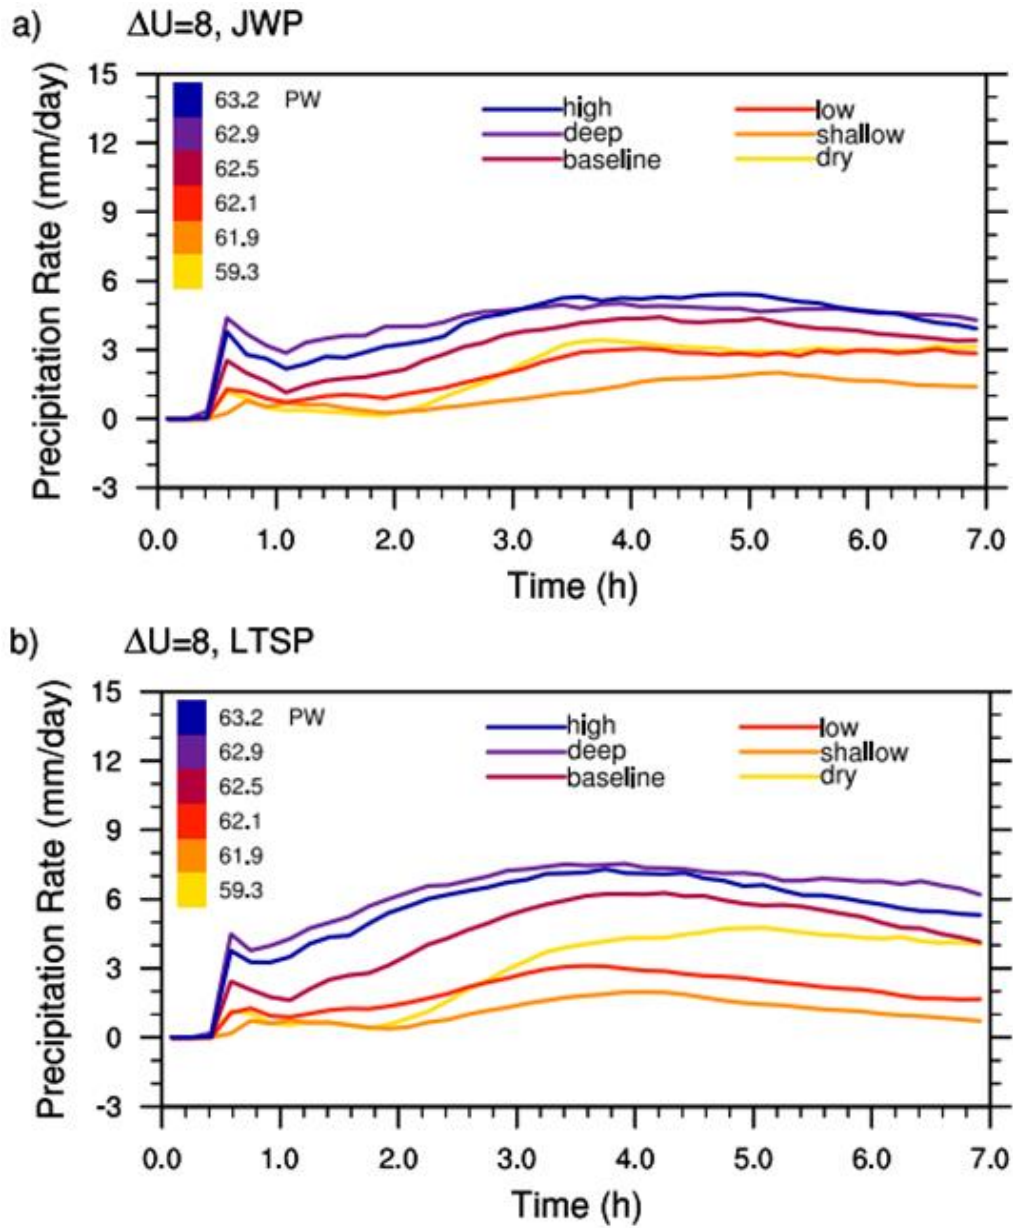 a) ΔU=8, JWP
15
12
9
6
3
0
-3
Precipitation Rate (mm/day)
63.2 PW
62.9
62.5
62.1
61.9
59.3
high
deep
baseline
low
shallow
dry
0.0 1.0 2.0 3.0 4.0 5.0 6.0 7.0
Time (h)
b) ΔU=8, LTSP
15
12
9
6
3
0
-3
Precipitation Rate (mm/day)
63.2 PW
62.9
62.5
62.1
61.9
59.3
high
deep
baseline
low
shallow
dry
0.0 1.0 2.0 3.0 4.0 5.0 6.0 7.0
Time (h)